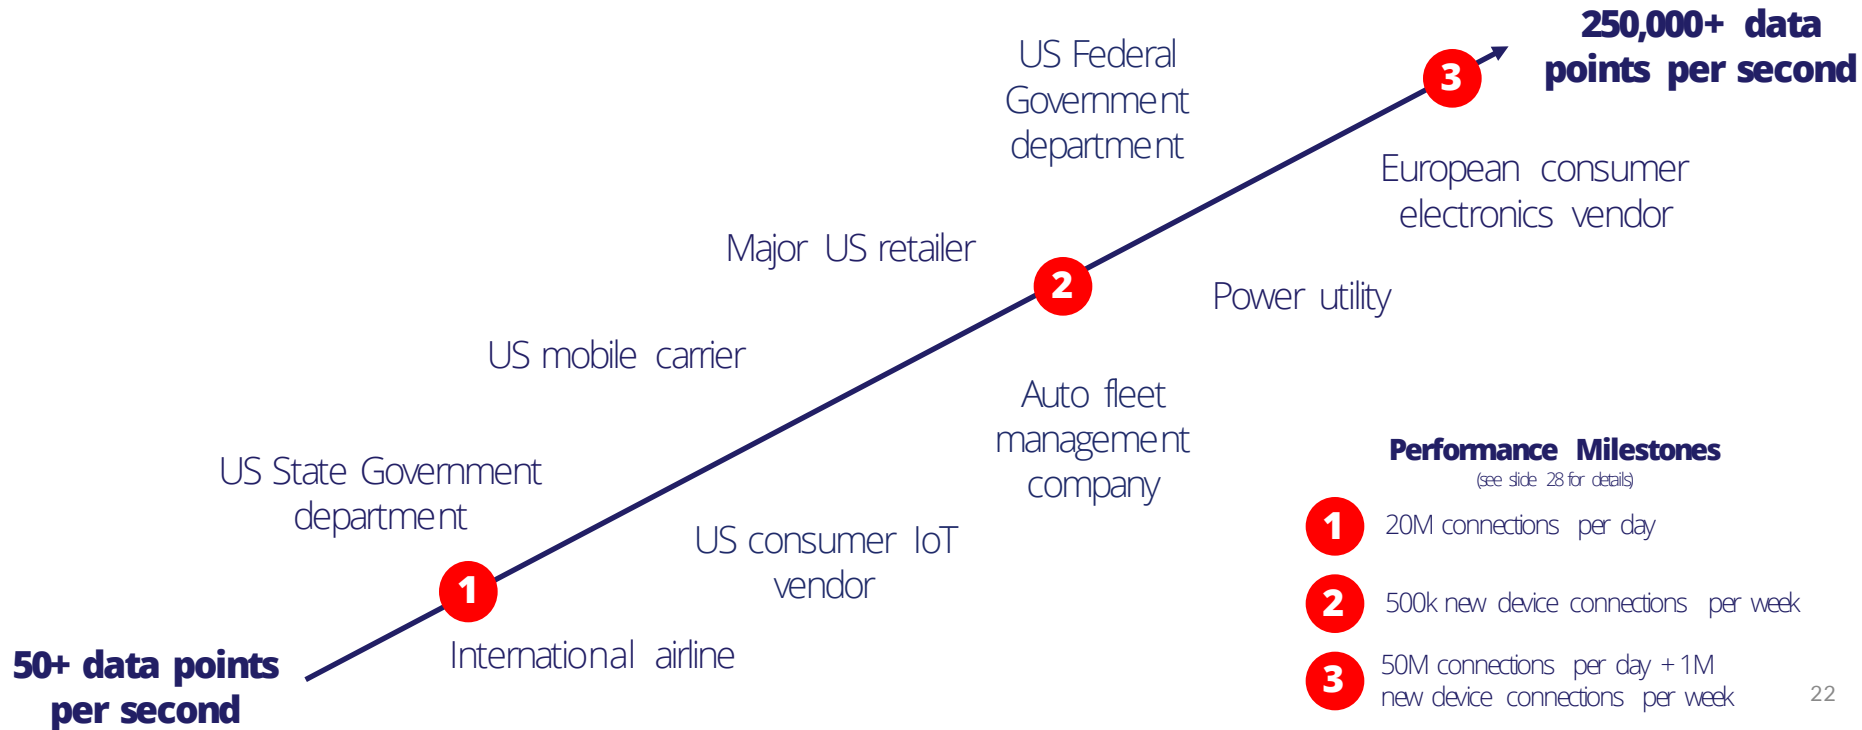 250,000+ data
points per second
US Federal
Government
department
3
European consumer
electronics vendor
Major US retailer
2
Power utility
US mobile carrier
Auto fleet
management
company
US State Government
department
US consumer IoT
vendor
1
International airline
50+ data points
per second
Performance Milestones
(see slide 28 for details)
1 20M connections per day
2 500k new device connections per week
3 50M connections per day + 1M
new device connections per week
22